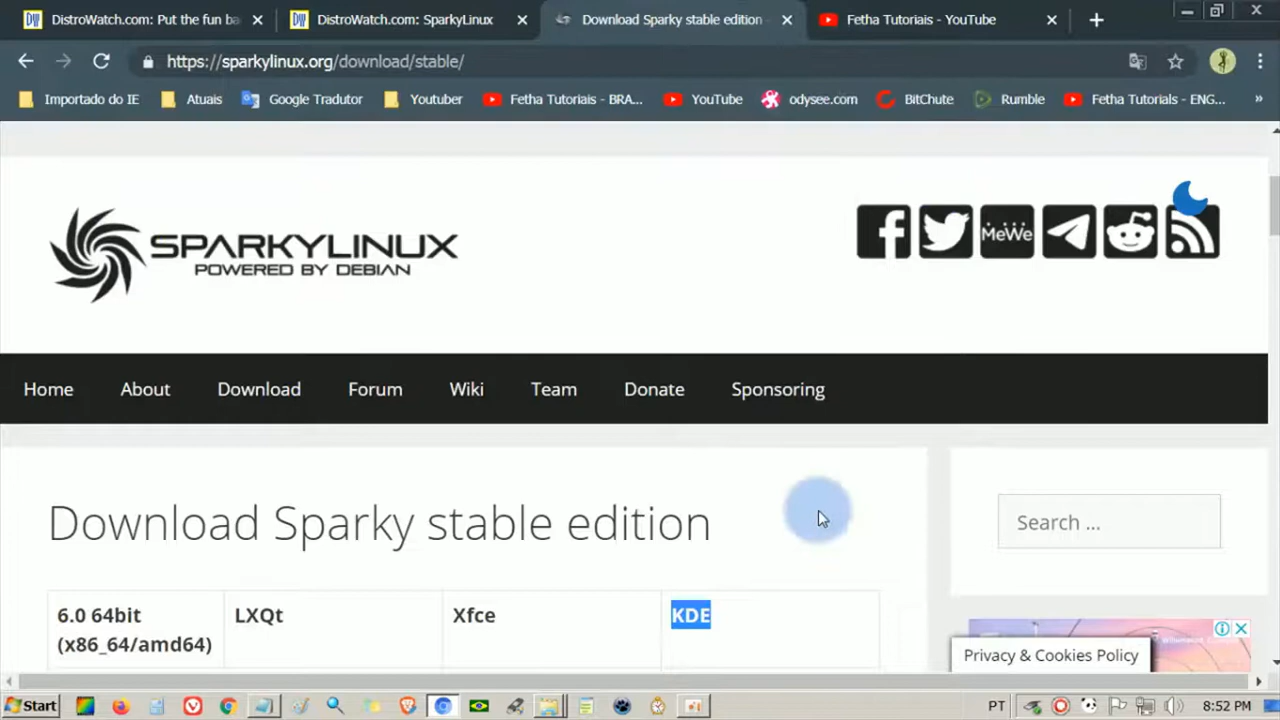 DistroWatch.com: Put the fun ba
DistroWatch.com: SparkyLinux
Download Sparky stable edition
Fetha Tutoriais - YouTube
https://sparkylinux.org/download/stable/
Importado do IE
Atuais
Google Tradutor
Youtuber
Fetha Tutoriais - BRA...
YouTube
odysee.com
BitChute
Rumble
Fetha Tutorials - ENG...
»
SPARKYLINUX
POWERED BY DEBIAN
MeWe
Home About Download Forum Wiki Team Donate Sponsoring
Download Sparky stable edition
Search ...
6.0 64bit
(x86_64/amd64)
LXQt
Xfce
KDE
Privacy & Cookies Policy
Start
PT
8:52 PM